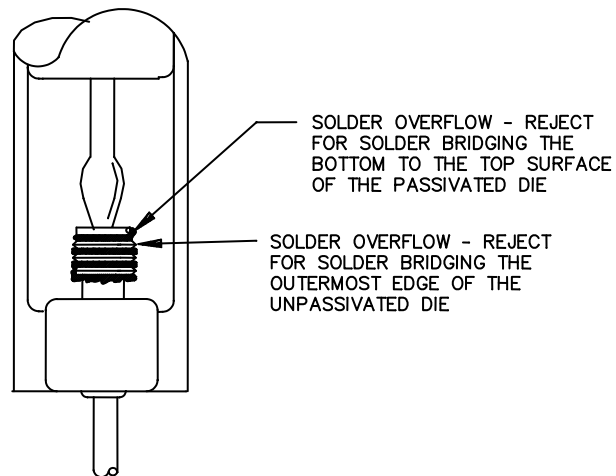 SOLDER OVERFLOW - REJECT
FOR SOLDER BRIDGING THE
BOTTOM TO THE TOP SURFACE
OF THE PASSIVATED DIE
SOLDER OVERFLOW - REJECT
FOR SOLDER BRIDGING THE
OUTERMOST EDGE OF THE
UNPASSIVATED DIE